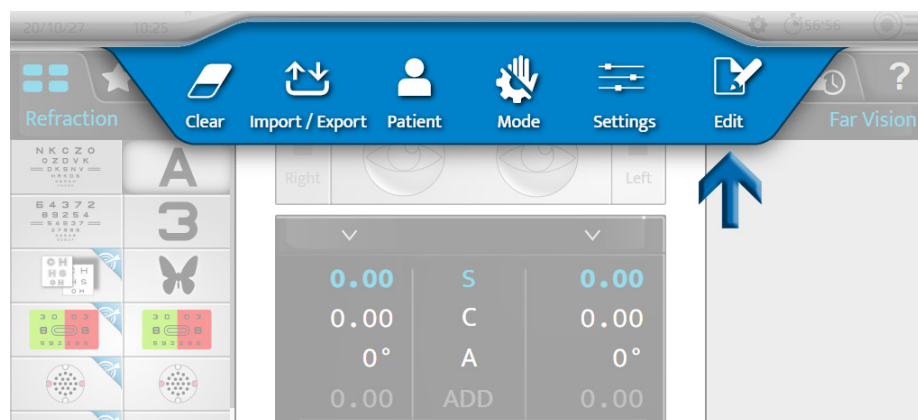 20/10/27 10:25 56'56
Clear Import / Export Patient Mode Settings Edit ?
Refraction Far Vision
N K C Z O
O Z D V K
D K S N V
A
Right Left
6 4 3 7 2
8 9 2 5 4
5 4 6 3 7
3
0.00 S 0.00
0.00 C 0.00
0° A 0°
0.00 ADD 0.00